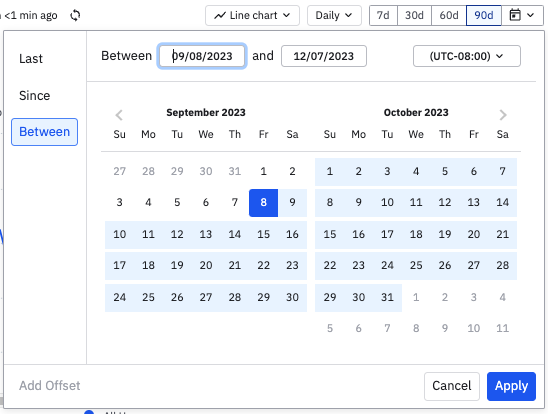 <1 min ago Line chart Daily 7d 30d 60d 90d
Last
Since
Between
Between 09/08/2023 and 12/07/2023 (UTC-08:00)
September 2023
Su Mo Tu We Th Fr Sa
27 28 29 30 31 1 2
3 4 5 6 7 8 9
10 11 12 13 14 15 16
17 18 19 20 21 22 23
24 25 26 27 28 29 30
October 2023
Su Mo Tu We Th Fr Sa
1 2 3 4 5 6 7
8 9 10 11 12 13 14
15 16 17 18 19 20 21
22 23 24 25 26 27 28
29 30 31 1 2 3 4
5 6 7 8 9 10 11
Add Offset Cancel Apply